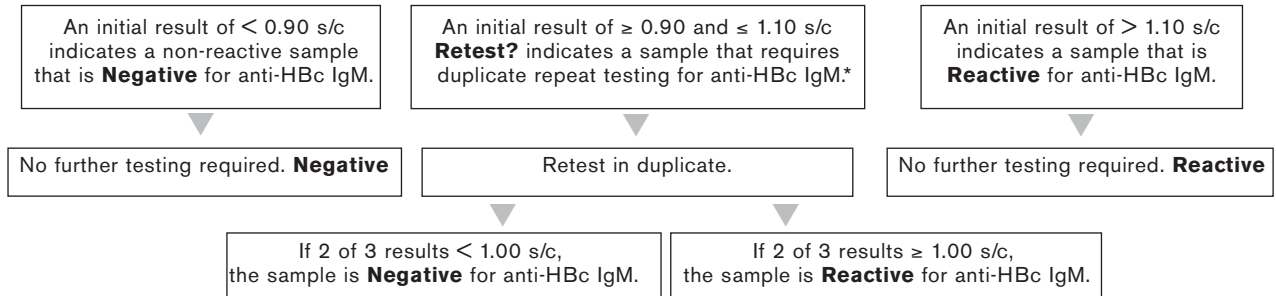 An initial result of < 0.90 s/c
indicates a non-reactive sample
that is Negative for anti-HBc IgM.
An initial result of ≥ 0.90 and ≤ 1.10 s/c
Retest? indicates a sample that requires
duplicate repeat testing for anti-HBc IgM.*
An initial result of > 1.10 s/c
indicates a sample that is
Reactive for anti-HBc IgM.
No further testing required. Negative
Retest in duplicate.
No further testing required. Reactive
If 2 of 3 results < 1.00 s/c,
the sample is Negative for anti-HBc IgM.
If 2 of 3 results ≥ 1.00 s/c,
the sample is Reactive for anti-HBc IgM.